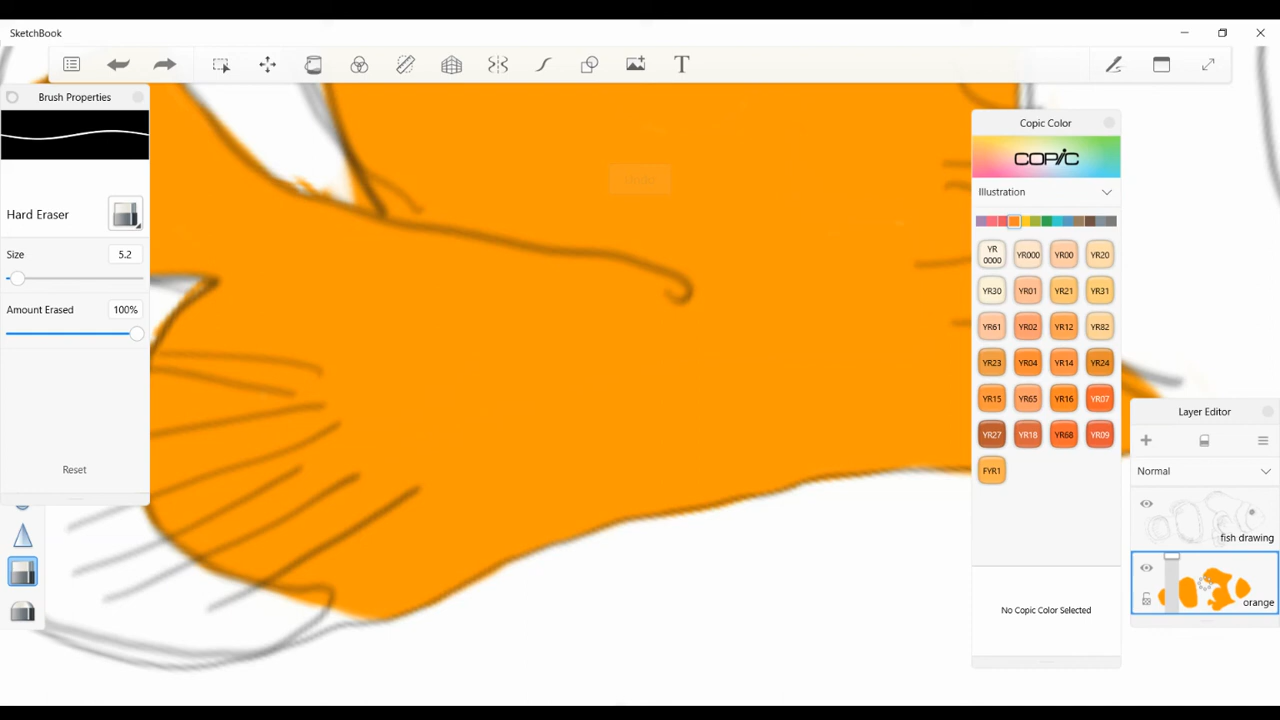 SketchBook
T
Brush Properties
Hard Eraser
Size
5.2
Amount Erased
100%
Reset
Copic Color
COPIC
Illustration
YR 0000 YR000 YR00 YR20
YR30 YR01 YR21 YR31
YR61 YR02 YR12 YR82
YR23 YR04 YR14 YR24
YR15 YR65 YR16 YR07
YR27 YR18 YR68 YR09
FYR1
No Copic Color Selected
Layer Editor
Normal
fish drawing
orange